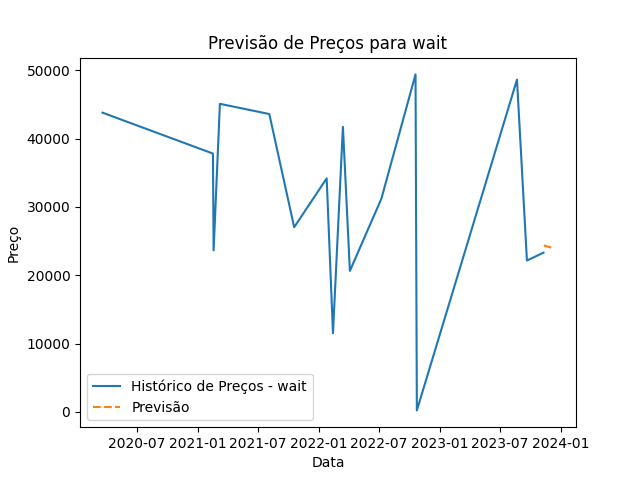 Previsão de Preços para wait
Preço
50000
40000
30000
20000
10000
0
Histórico de Preços - wait
Previsão
2020-07 2021-01 2021-07 2022-01 2022-07 2023-01 2023-07 2024-01
Data